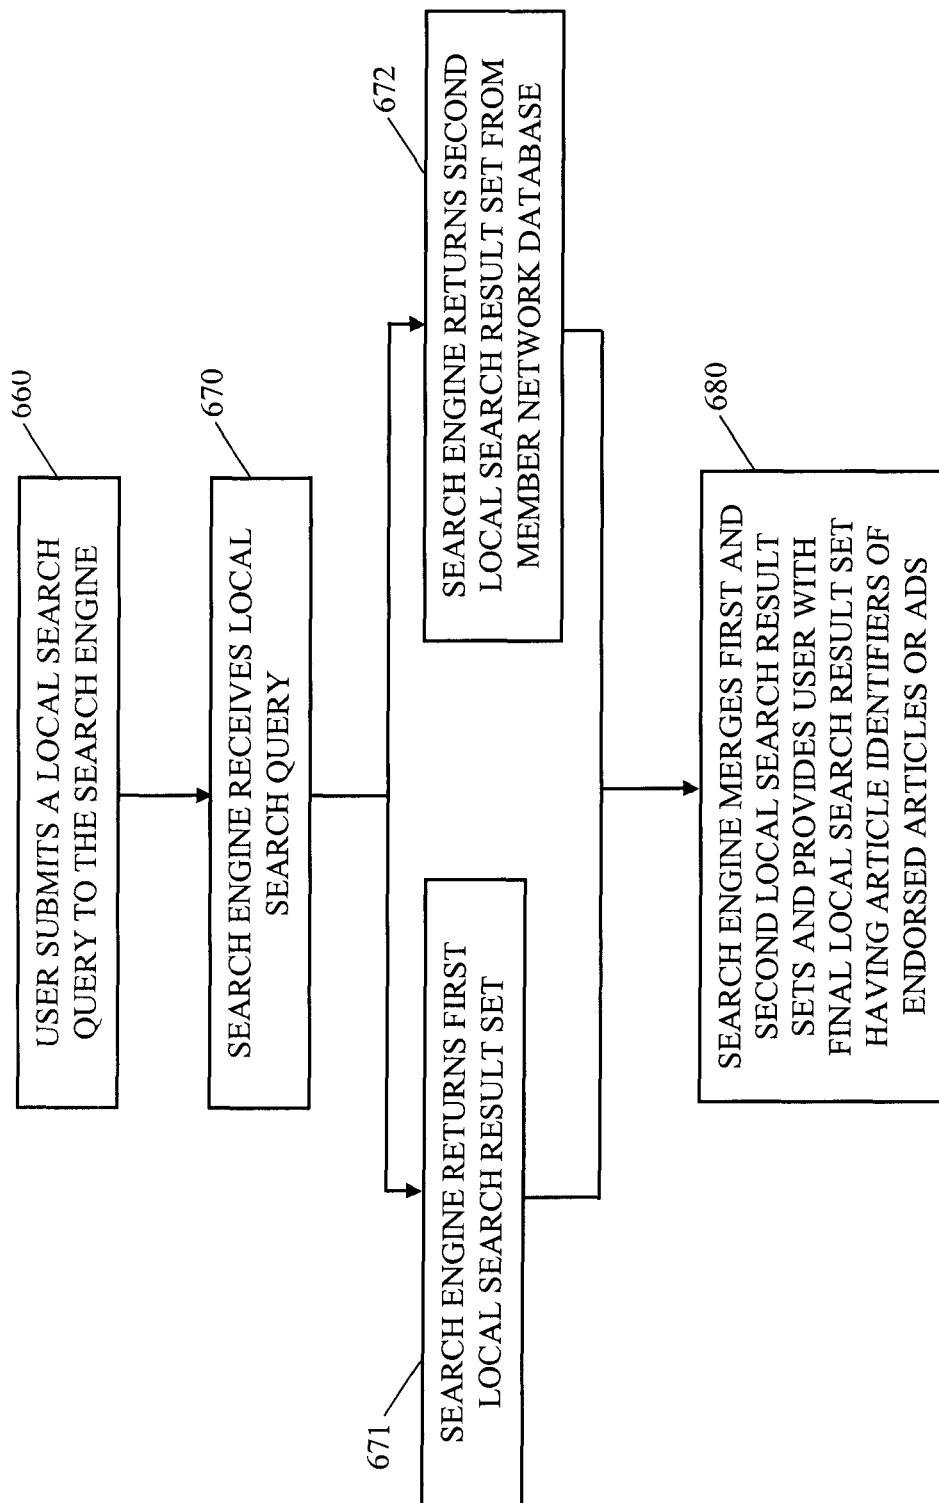 660
USER SUBMITS A LOCAL SEARCH
QUERY TO THE SEARCH ENGINE
670
SEARCH ENGINE RECEIVES LOCAL
SEARCH QUERY
671
SEARCH ENGINE RETURNS FIRST
LOCAL SEARCH RESULT SET
672
SEARCH ENGINE RETURNS SECOND
LOCAL SEARCH RESULT SET FROM
MEMBER NETWORK DATABASE
680
SEARCH ENGINE MERGES FIRST AND
SECOND LOCAL SEARCH RESULT
SETS AND PROVIDES USER WITH
FINAL LOCAL SEARCH RESULT SET
HAVING ARTICLE IDENTIFIERS OF
ENDORSED ARTICLES OR ADS